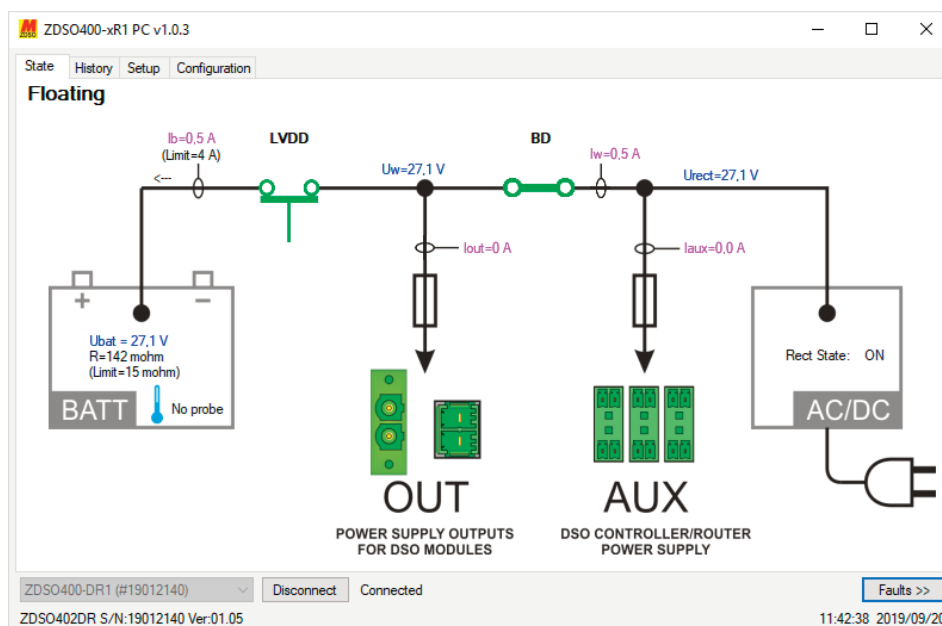 ZDSO400-xR1 PC v1.0.3
State History Setup Configuration
Floating
Ib=0,5 A
(Limit=4 A)
<---
LVDD
Uw=27,1 V
BD
Iw=0,5 A
Urect=27,1 V
Iout=0 A
Iaux=0,0 A
+ −
Ubat = 27,1 V
R=142 mohm
(Limit=15 mohm)
No probe
BATT
Rect State: ON
AC/DC
OUT
POWER SUPPLY OUTPUTS
FOR DSO MODULES
AUX
DSO CONTROLLER/ROUTER
POWER SUPPLY
ZDSO400-DR1 (#19012140) Disconnect Connected Faults >>
ZDSO402DR S/N:19012140 Ver:01.05 11:42:38 2019/09/20